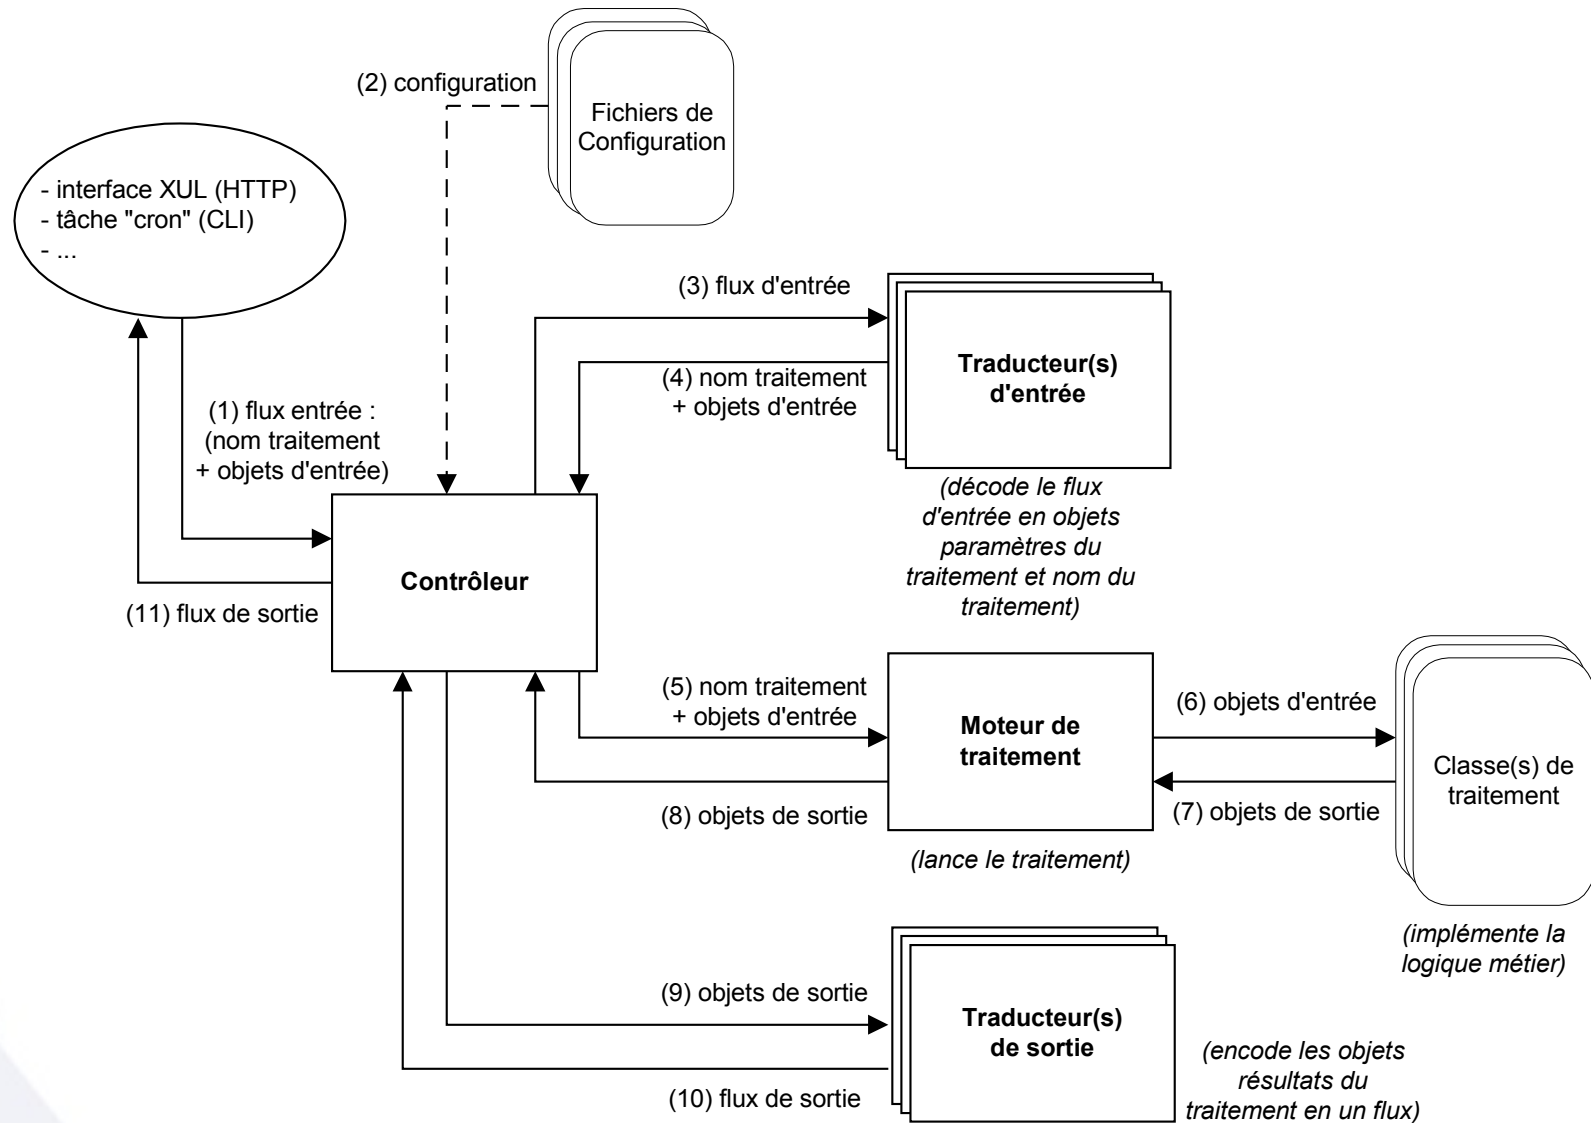 (2) configuration
Fichiers de
Configuration
- interface XUL (HTTP)
- tâche "cron" (CLI)
- ...
(3) flux d'entrée
(4) nom traitement
+ objets d'entrée
Traducteur(s)
d'entrée
(1) flux entrée :
(nom traitement
+ objets d'entrée)
(décode le flux
d'entrée en objets
paramètres du
traitement et nom du
traitement)
Contrôleur
(11) flux de sortie
(5) nom traitement
+ objets d'entrée
Moteur de
traitement
(6) objets d'entrée
Classe(s) de
traitement
(7) objets de sortie
(8) objets de sortie
(lance le traitement)
(implémente la
logique métier)
(9) objets de sortie
Traducteur(s)
de sortie
(encode les objets
résultats du
traitement en un flux)
(10) flux de sortie